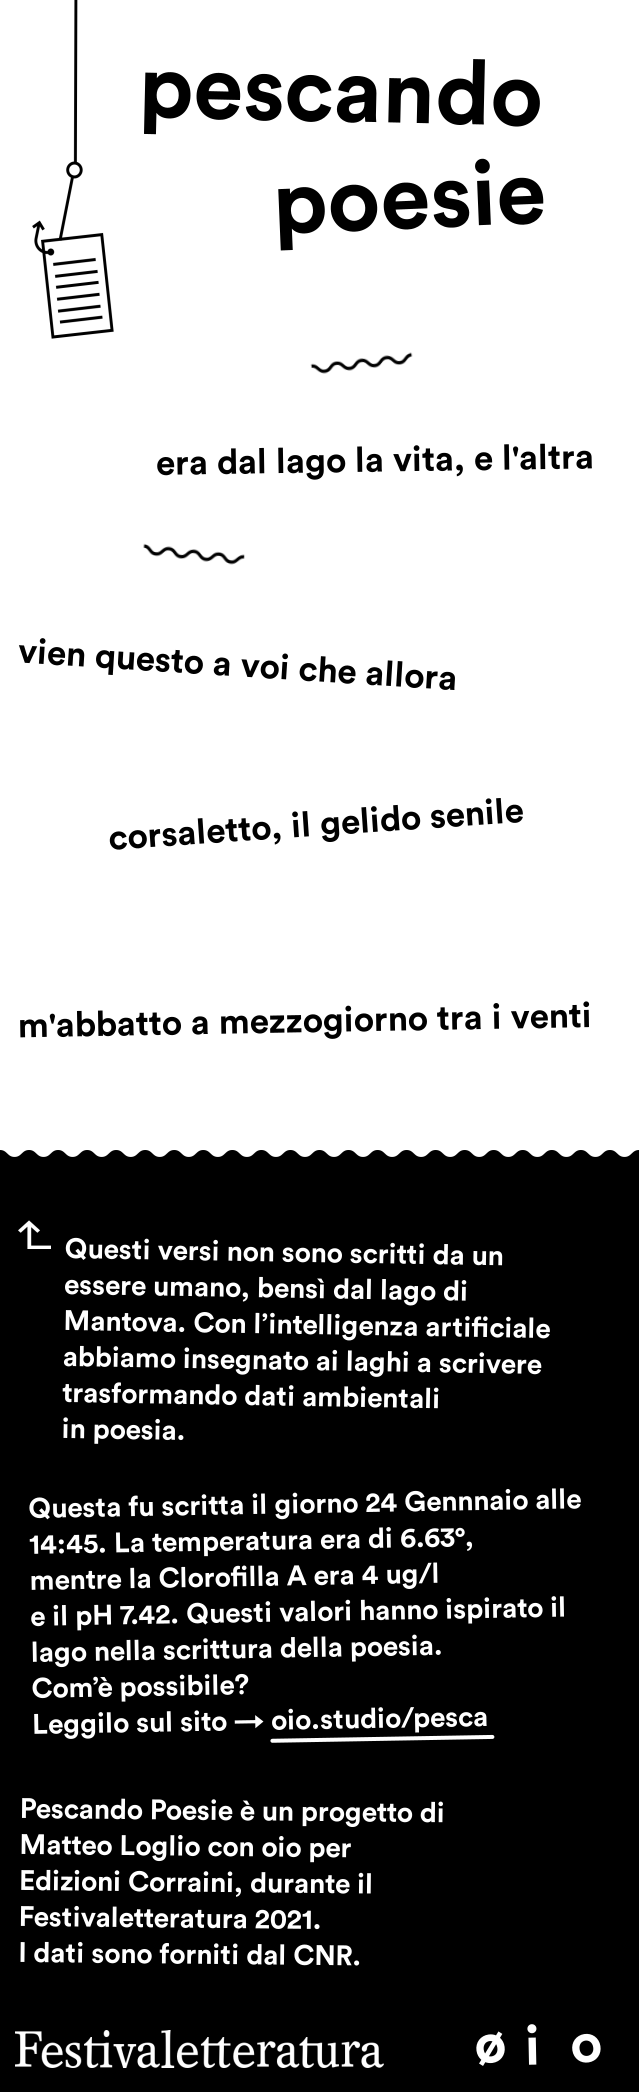 pescando
poesie
era dal lago la vita, e l'altra
vien questo a voi che allora
corsaletto, il gelido senile
m'abbatto a mezzogiorno tra i venti
Questi versi non sono scritti da un
essere umano, bensì dal lago di
Mantova. Con l’intelligenza artificiale
abbiamo insegnato ai laghi a scrivere
trasformando dati ambientali
in poesia.
Questa fu scritta il giorno 24 Gennnaio alle
14:45. La temperatura era di 6.63°,
mentre la Clorofilla A era 4 ug/l
e il pH 7.42. Questi valori hanno ispirato il
lago nella scrittura della poesia.
Com’è possibile?
Leggilo sul sito → oio.studio/pesca
Pescando Poesie è un progetto di
Matteo Loglio con oio per
Edizioni Corraini, durante il
Festivaletteratura 2021.
I dati sono forniti dal CNR.
Festivaletteratura ø i o